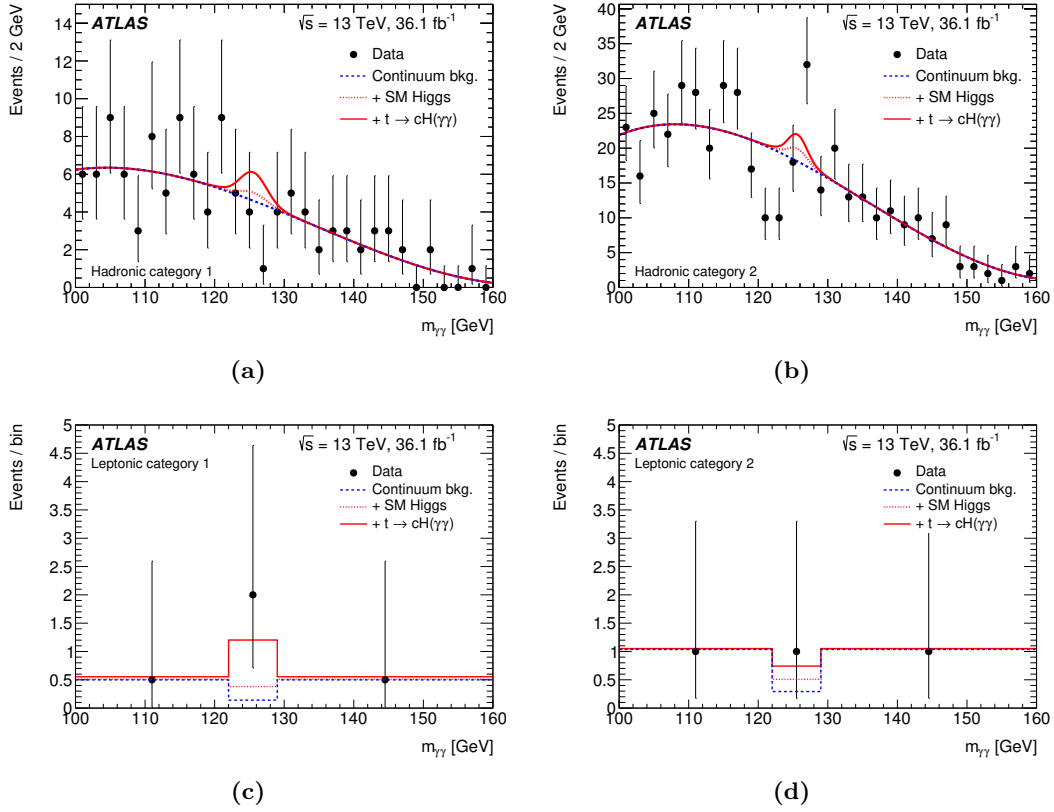 Events / 2 GeV
14
12
10
8
6
4
2
0
ATLAS
√s = 13 TeV, 36.1 fb⁻¹
Data
Continuum bkg.
+ SM Higgs
+ t → cH(γγ)
Hadronic category 1
100 110 120 130 140 150 160
m_γγ [GeV]
(a)
Events / 2 GeV
40
35
30
25
20
15
10
5
0
ATLAS
√s = 13 TeV, 36.1 fb⁻¹
Data
Continuum bkg.
+ SM Higgs
+ t → cH(γγ)
Hadronic category 2
100 110 120 130 140 150 160
m_γγ [GeV]
(b)
Events / bin
5
4.5
4
3.5
3
2.5
2
1.5
1
0.5
0
ATLAS
√s = 13 TeV, 36.1 fb⁻¹
Leptonic category 1
Data
Continuum bkg.
+ SM Higgs
+ t → cH(γγ)
100 110 120 130 140 150 160
m_γγ [GeV]
(c)
Events / bin
5
4.5
4
3.5
3
2.5
2
1.5
1
0.5
0
ATLAS
√s = 13 TeV, 36.1 fb⁻¹
Leptonic category 2
Data
Continuum bkg.
+ SM Higgs
+ t → cH(γγ)
100 110 120 130 140 150 160
m_γγ [GeV]
(d)